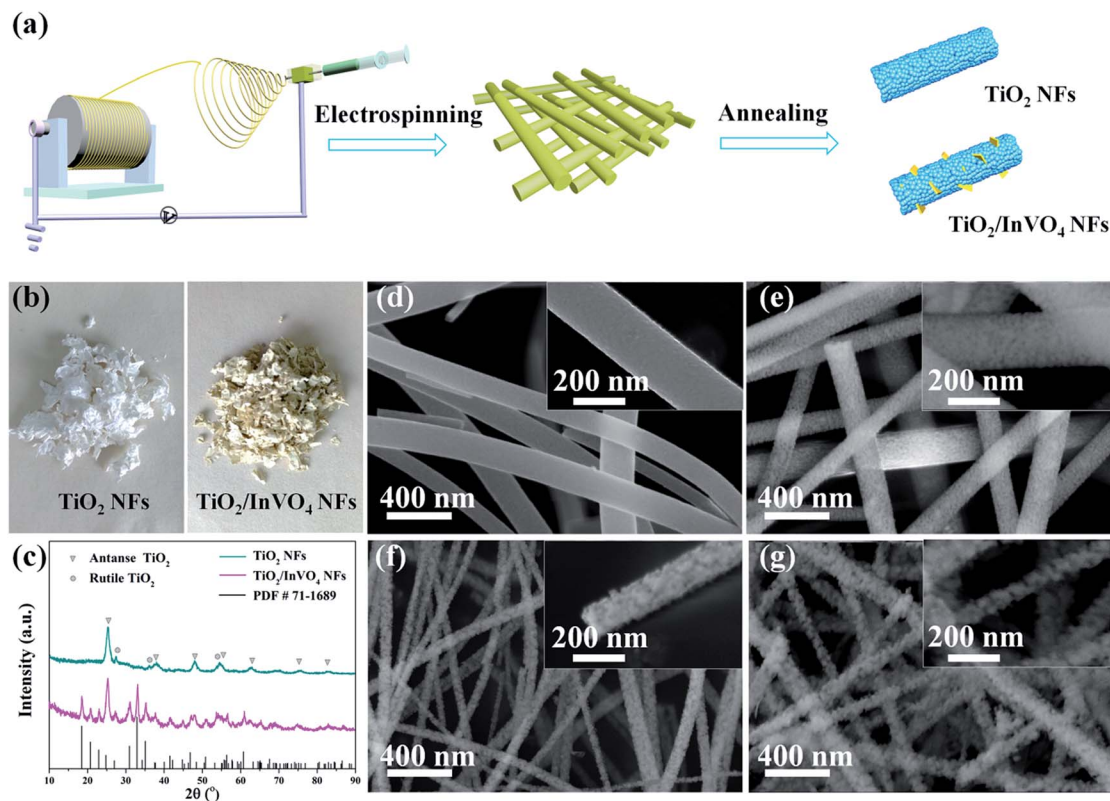 (a)
Electrospinning
Annealing
TiO₂ NFs
TiO₂/InVO₄ NFs
V
(b)
TiO₂ NFs
TiO₂/InVO₄ NFs
(c)
Antanse TiO₂
Rutile TiO₂
TiO₂ NFs
TiO₂/InVO₄ NFs
PDF # 71-1689
Intensity (a.u.)
10 20 30 40 50 60 70 80 90
2θ (°)
(d)
200 nm
400 nm
(e)
200 nm
400 nm
(f)
200 nm
400 nm
(g)
200 nm
400 nm